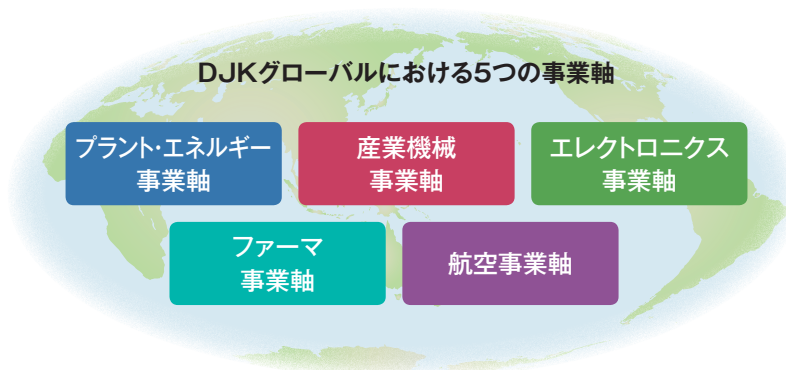 DJKグローバルにおける5つの事業軸
プラント・エネルギー
事業軸
産業機械
事業軸
エレクトロニクス
事業軸
ファーマ
事業軸
航空事業軸